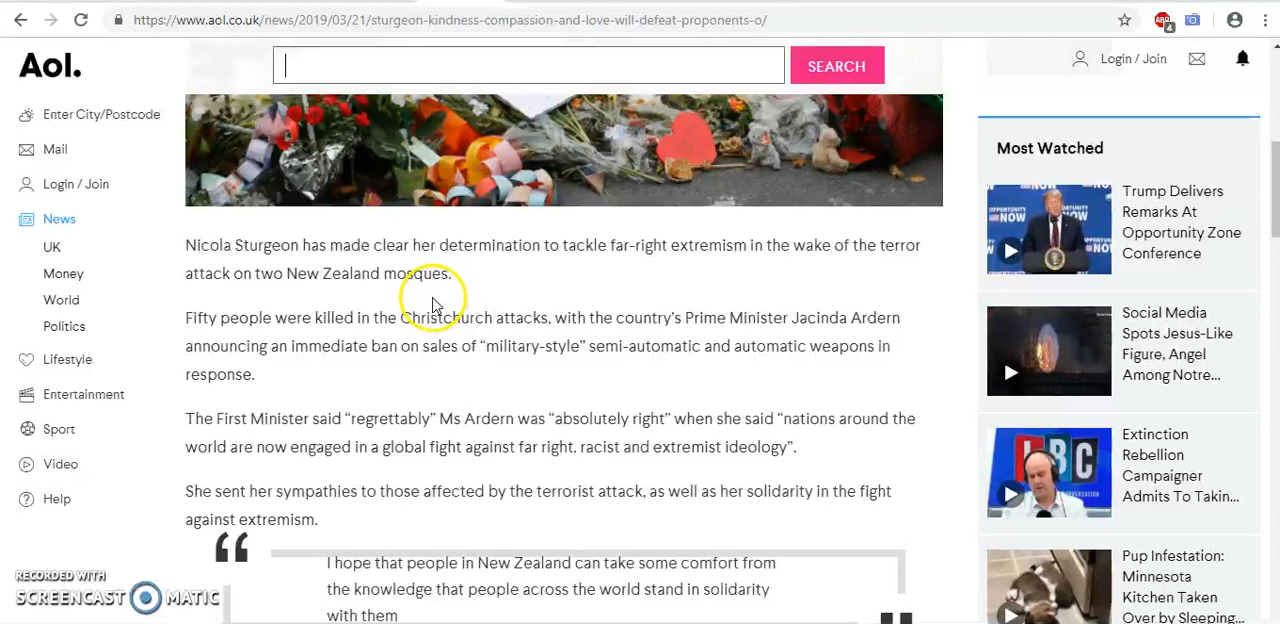 https://www.aol.co.uk/news/2019/03/21/sturgeon-kindness-compassion-and-love-will-defeat-proponents-o/
ABP
4
Aol.
SEARCH
Login / Join
Enter City/Postcode
Mail
Login / Join
News
UK
Money
World
Politics
Lifestyle
Entertainment
Sport
Video
Help
Nicola Sturgeon has made clear her determination to tackle far-right extremism in the wake of the terror
attack on two New Zealand mosques.
Fifty people were killed in the Christchurch attacks, with the country’s Prime Minister Jacinda Ardern
announcing an immediate ban on sales of “military-style” semi-automatic and automatic weapons in
response.
The First Minister said “regrettably” Ms Ardern was “absolutely right” when she said “nations around the
world are now engaged in a global fight against far right, racist and extremist ideology”.
She sent her sympathies to those affected by the terrorist attack, as well as her solidarity in the fight
against extremism.
“
I hope that people in New Zealand can take some comfort from
the knowledge that people across the world stand in solidarity
with them
Most Watched
Trump Delivers
Remarks At
Opportunity Zone
Conference
Social Media
Spots Jesus-Like
Figure, Angel
Among Notre...
Extinction
Rebellion
Campaigner
Admits To Takin...
Pup Infestation:
Minnesota
Kitchen Taken
Over by Sleeping...
RECORDED WITH
SCREENCAST MATIC